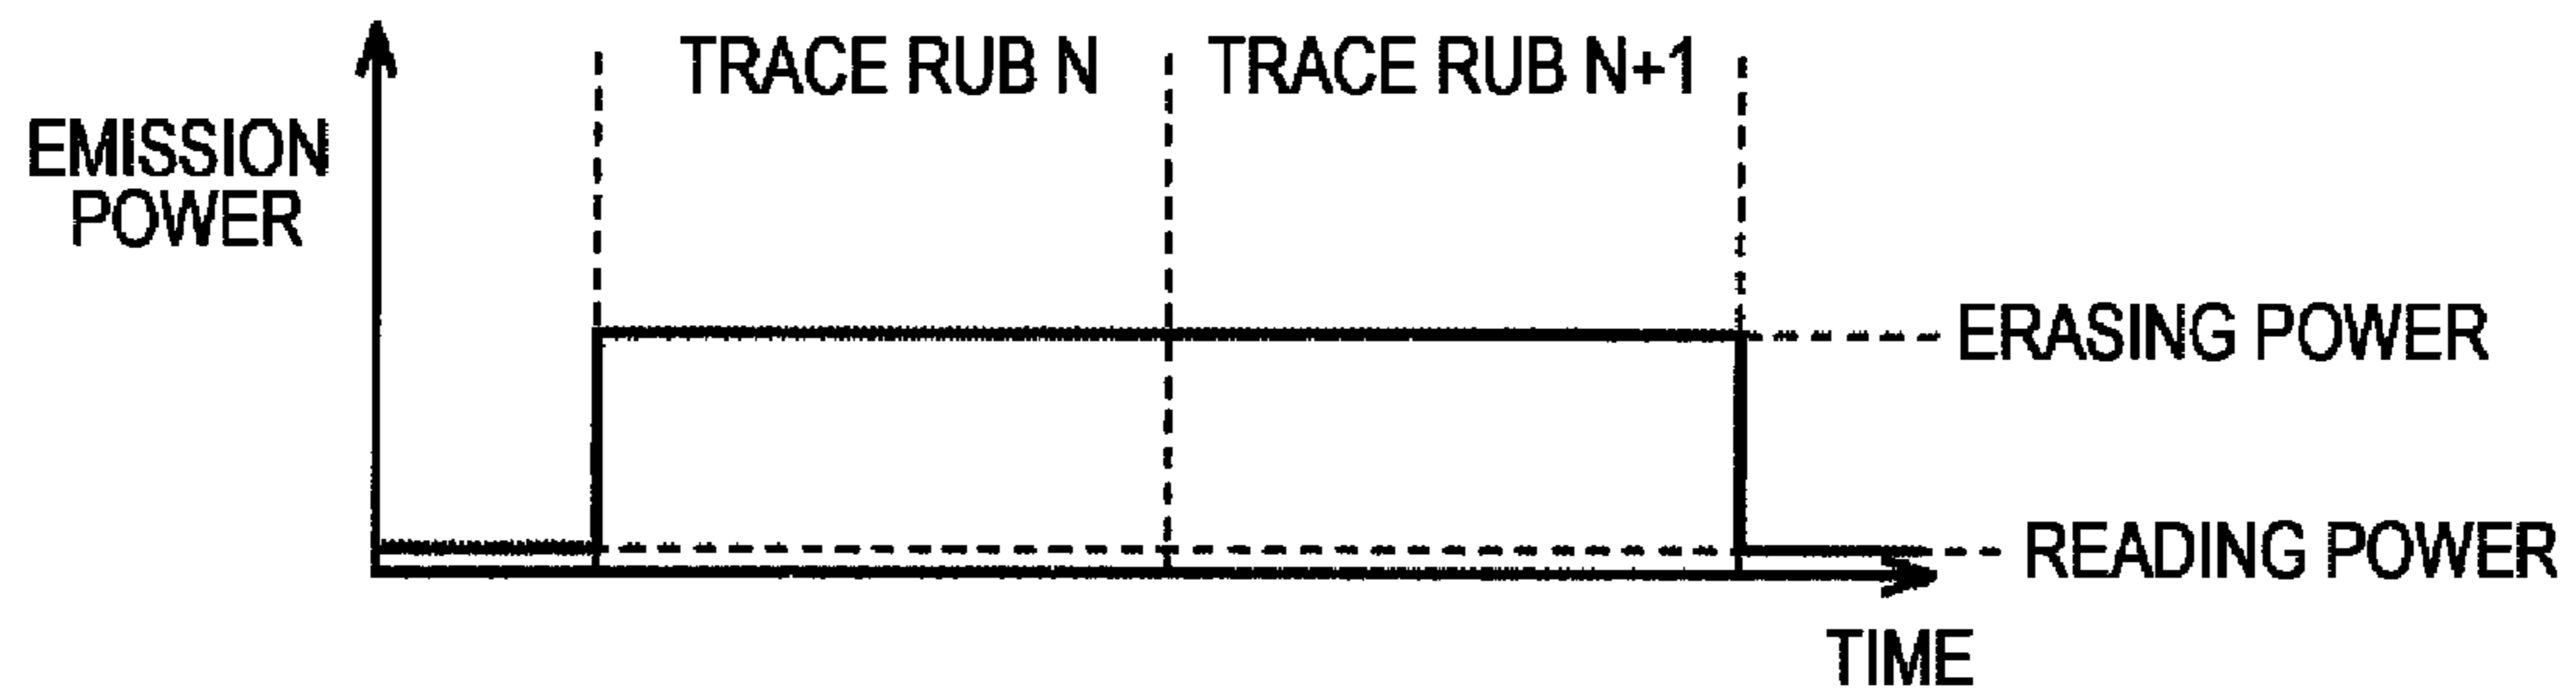 TRACE RUB N
TRACE RUB N+1
EMISSION
POWER
ERASING POWER
READING POWER
TIME